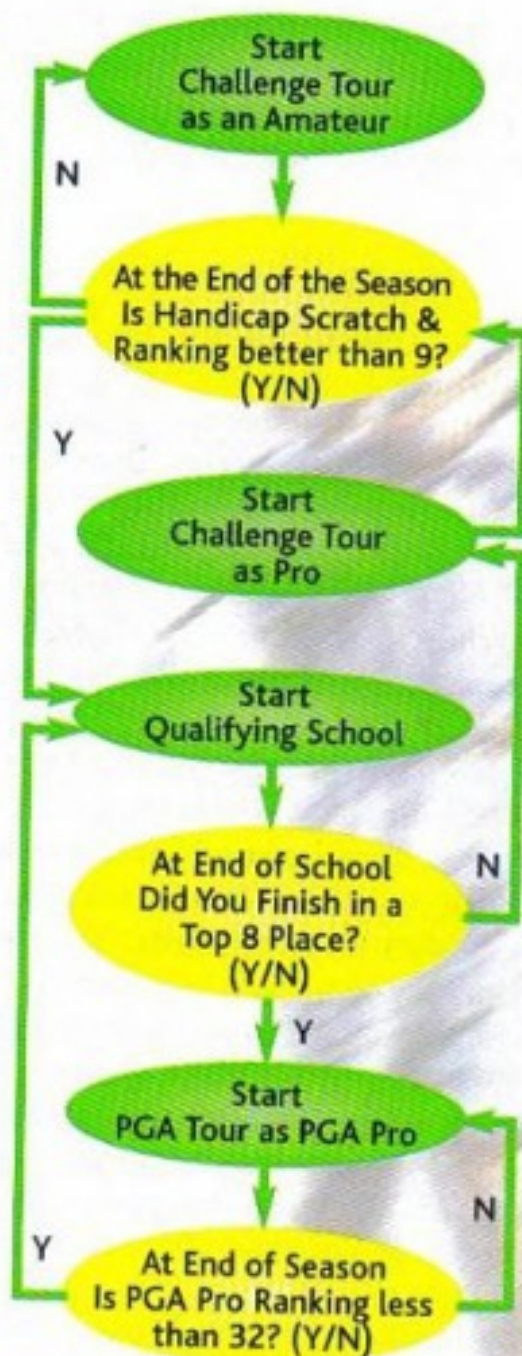 Start
Challenge Tour
as an Amateur
N
At the End of the Season
Is Handicap Scratch &
Ranking better than 9?
(Y/N)
Y
Start
Challenge Tour
as Pro
Start
Qualifying School
At End of School
Did You Finish in a
Top 8 Place?
(Y/N)
N
Y
Start
PGA Tour as PGA Pro
N
Y
At End of Season
Is PGA Pro Ranking less
than 32? (Y/N)